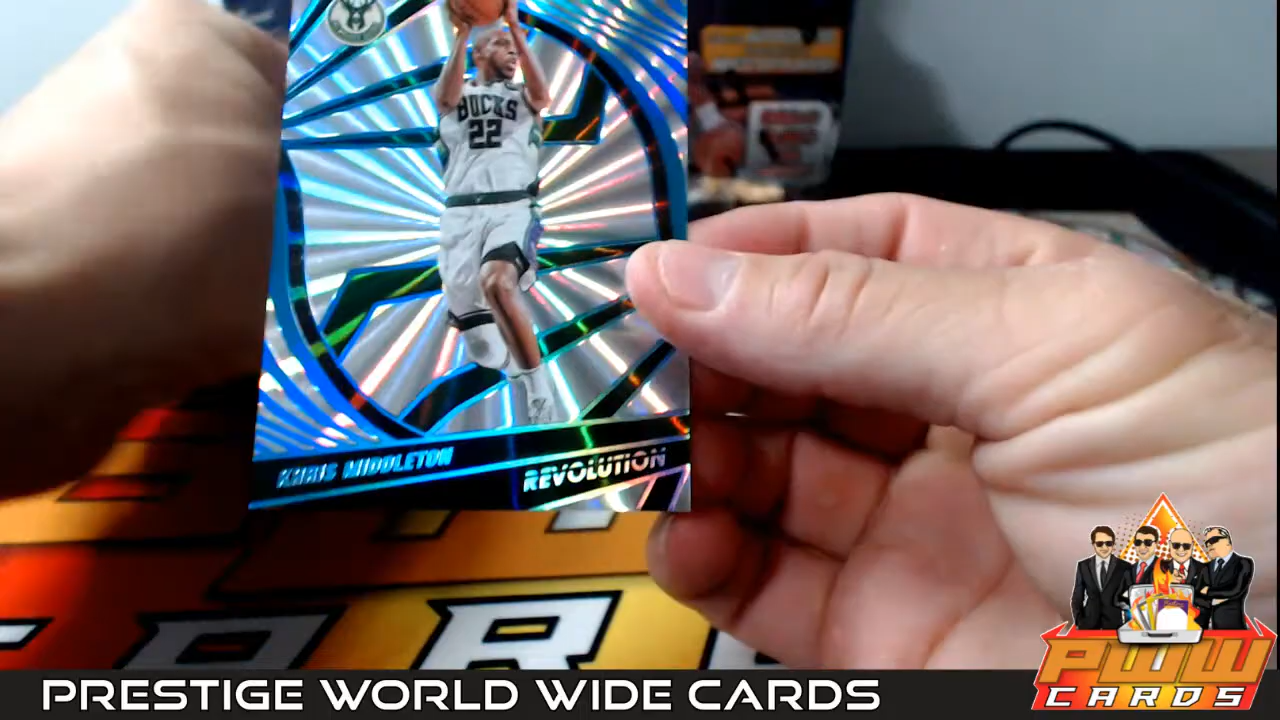 BUCKS
22
KHRIS MIDDLETON
REVOLUTION
PRESTIGE WORLD WIDE CARDS
PWW
CARDS